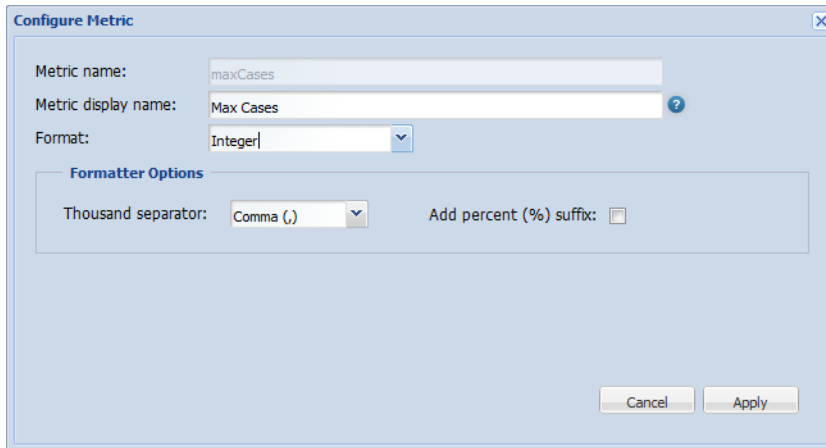 Configure Metric
Metric name: maxCases
Metric display name: Max Cases ?
Format: Integer
Formatter Options
Thousand separator: Comma (,) Add percent (%) suffix:
Cancel Apply